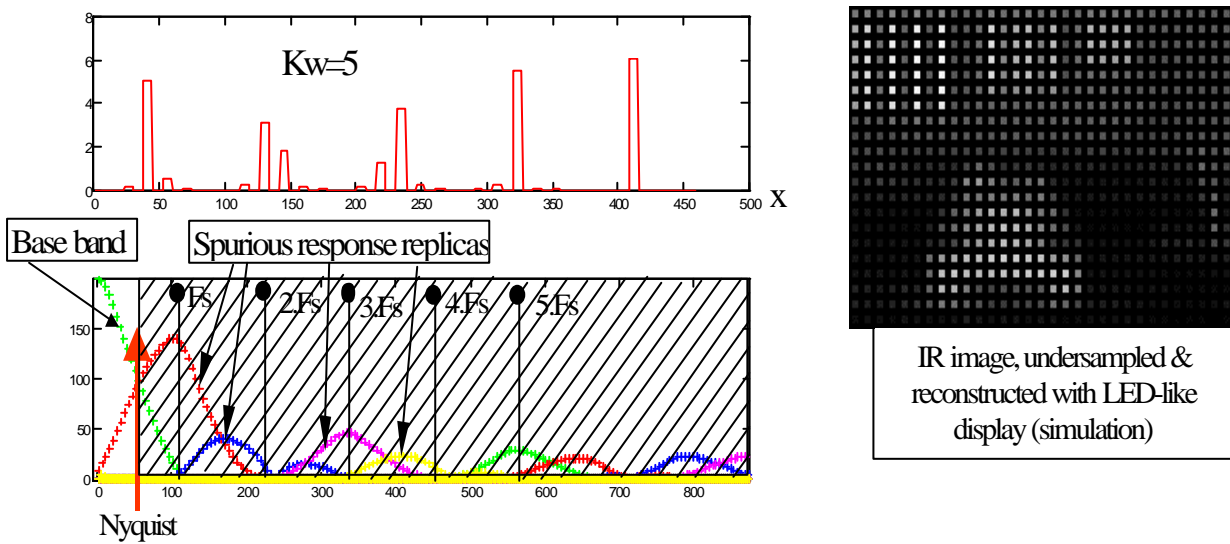 8
6
4
2
0
Kw=5
0 50 100 150 200 250 300 350 400 450 500
X
Base band
Spurious response replicas
Fs 2.Fs 3.Fs 4.Fs 5.Fs
150
100
50
0
0 100 200 300 400 500 600 700 800
Nyquist
IR image, undersampled &
reconstructed with LED-like
display (simulation)